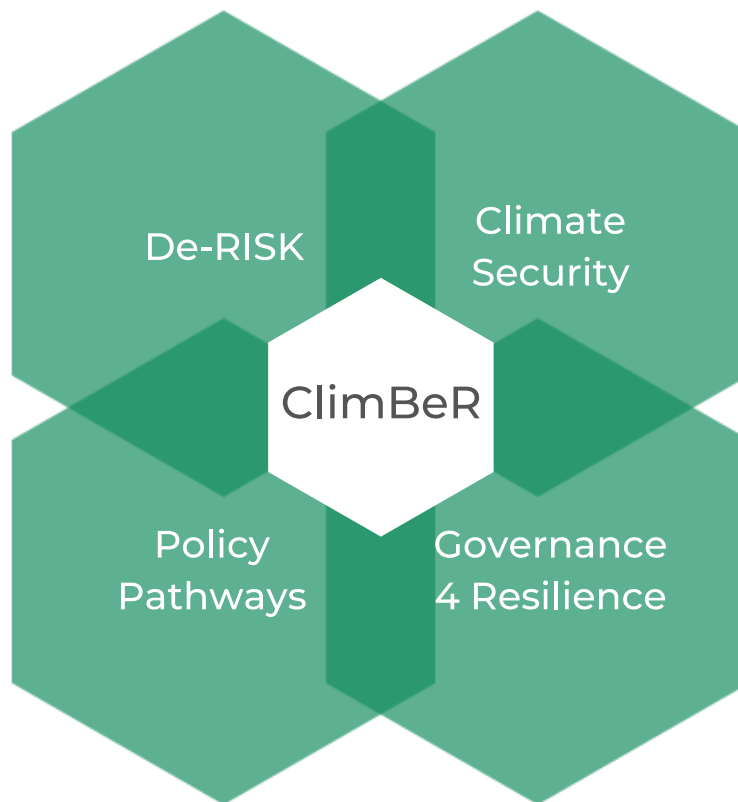 De-RISK
Climate
Security
ClimBeR
Policy
Pathways
Governance
4 Resilience